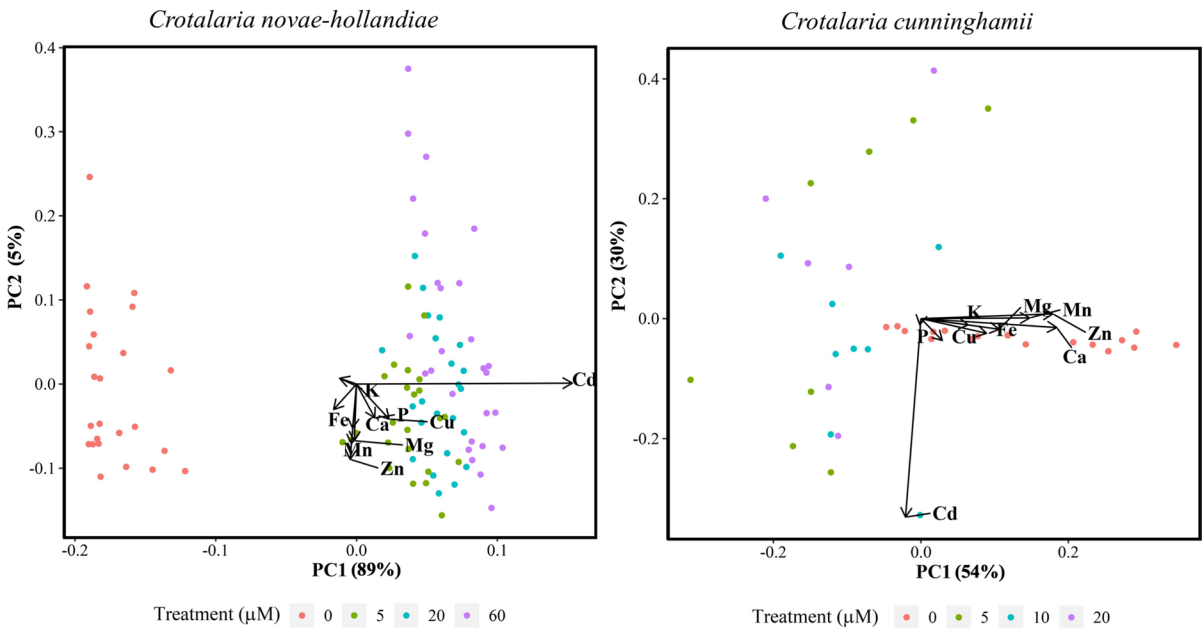 Crotalaria novae-hollandiae
0.4
0.3
0.2
0.1
0.0
-0.1
PC2 (5%)
K
Cd
Fe
Ca
P
Cu
Mn
Mg
Zn
-0.2
-0.1
0.0
0.1
PC1 (89%)
Treatment (µM) 0 5 20 60
Crotalaria cunninghamii
0.4
0.2
0.0
-0.2
PC2 (30%)
K
Mg
Mn
P
Cu
Fe
Zn
Ca
Cd
-0.2
0.0
0.2
PC1 (54%)
Treatment (µM) 0 5 10 20